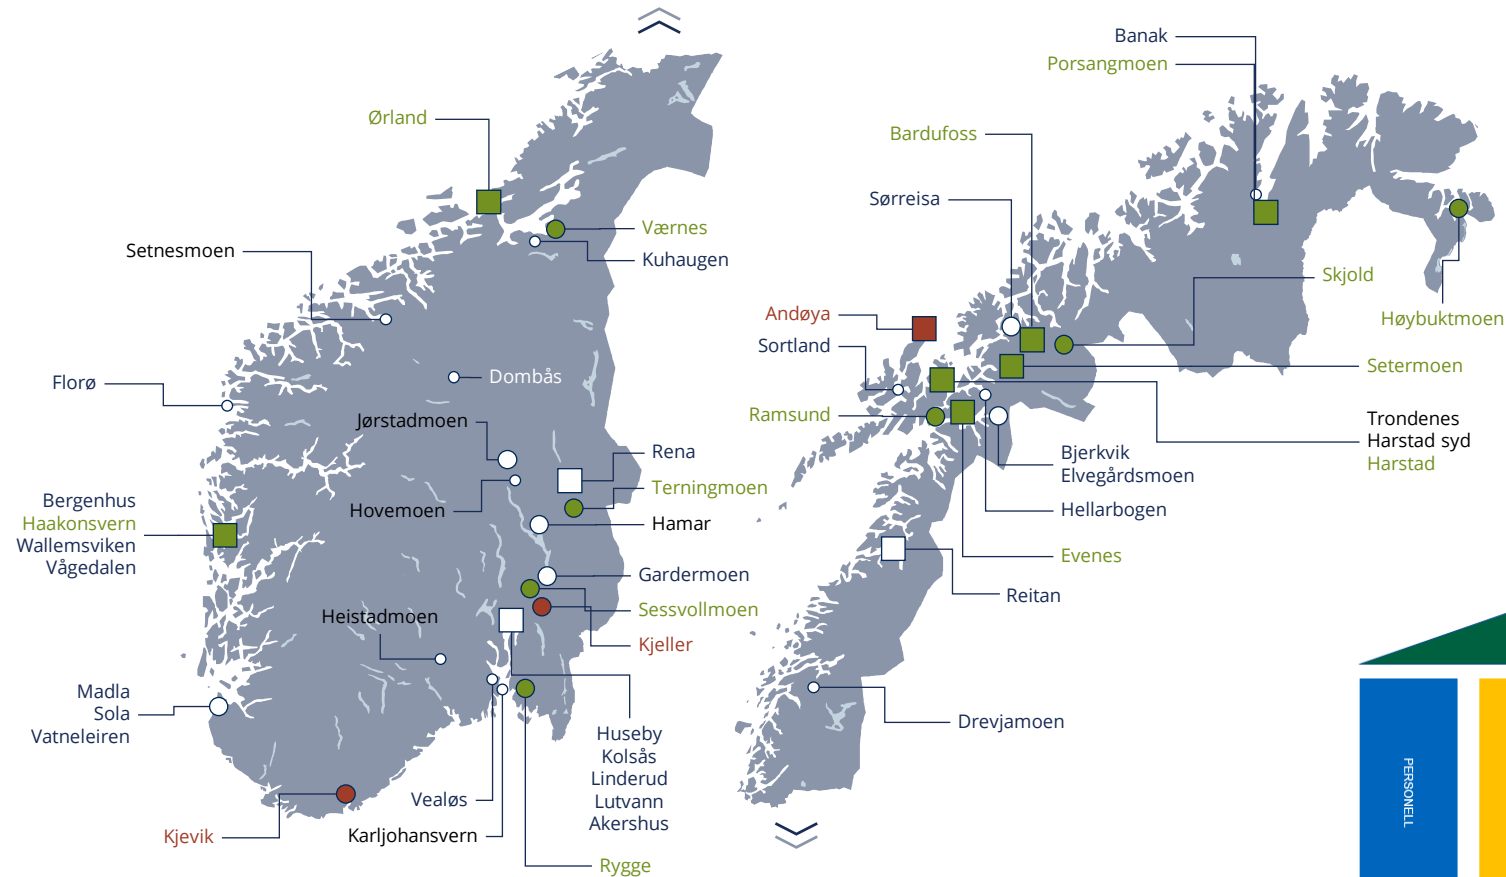 Ørland
Værnes
Kuhaugen
Setnesmoen
Dombås
Florø
Jørstadmoen
Rena
Terningmoen
Hovemoen
Hamar
Bergenhus
Haakonsvern
Wallemsviken
Vågedalen
Gardermoen
Sessvollmoen
Kjeller
Heistadmoen
Madla
Sola
Vatneleiren
Huseby
Kolsås
Linderud
Lutvann
Akershus
Vealøs
Karljohansvern
Kjevik
Rygge
Banak
Porsangmoen
Bardufoss
Sørreisa
Skjold
Høybuktmoen
Andøya
Sortland
Setermoen
Ramsund
Trondenes
Harstad syd
Harstad
Bjerkvik
Elvegårdsmoen
Hellarbogen
Evenes
Reitan
Drevjamoen
PERSONELL